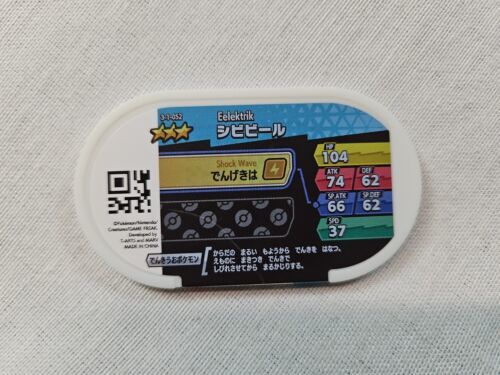 3-1-052
Eelektrik
シビビール
Shock Wave
でんげきは
HP
104
ATK
74
DEF
62
SP.ATK
66
SP.DEF
62
SPD
37
©Pokémon/Nintendo/
Creatures/GAME FREAK
Developed by
T-ARTS and MARV
MADE IN CHINA
でんきうおポケモン
からだの まるい もようから でんきを はなつ。
えものに まきつき でんきで
しびれさせてから まるかじりする。